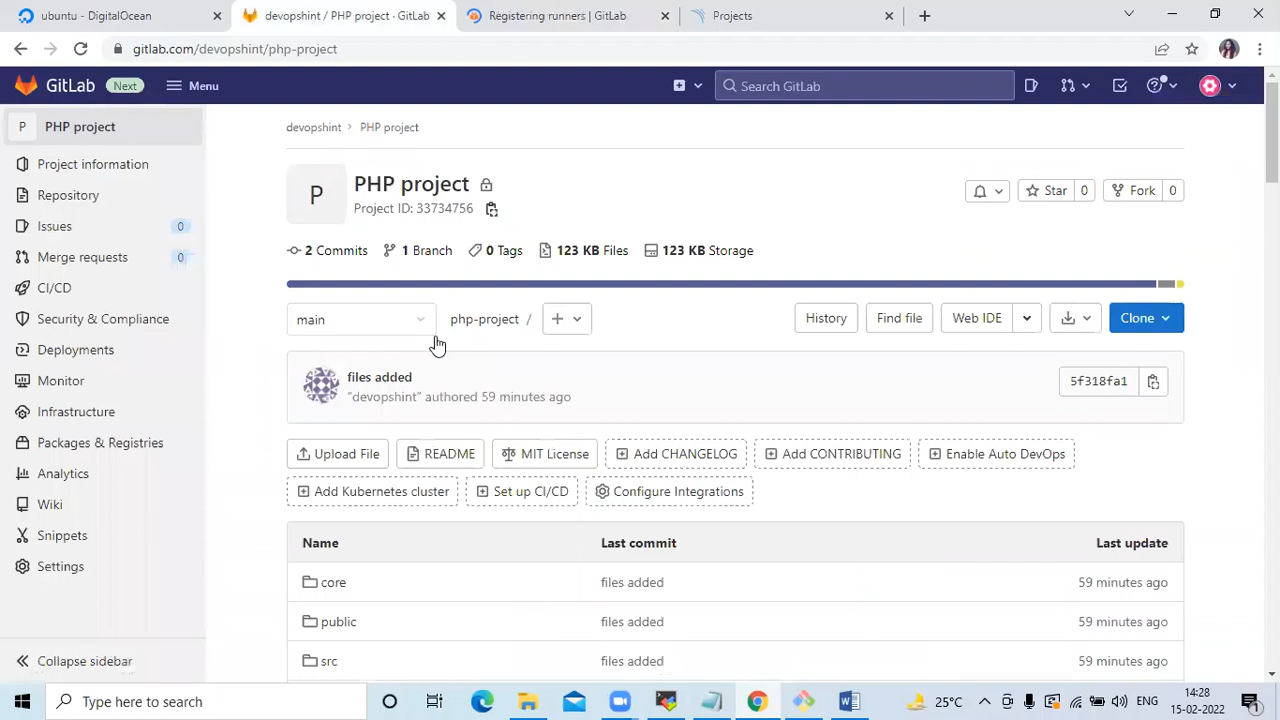 ubuntu - DigitalOcean
devopshint / PHP project · GitLab
Registering runners | GitLab
Projects
gitlab.com/devopshint/php-project
GitLab Next Menu Search GitLab
P PHP project
Project information
Repository
Issues 0
Merge requests 0
CI/CD
Security & Compliance
Deployments
Monitor
Infrastructure
Packages & Registries
Analytics
Wiki
Snippets
Settings
Collapse sidebar
devopshint › PHP project
P
PHP project
Project ID: 33734756
Star 0 Fork 0
2 Commits 1 Branch 0 Tags 123 KB Files 123 KB Storage
main php-project / + History Find file Web IDE Clone
files added
"devopshint" authored 59 minutes ago
5f318fa1
Upload File README MIT License Add CHANGELOG Add CONTRIBUTING Enable Auto DevOps
Add Kubernetes cluster Set up CI/CD Configure Integrations
Name Last commit Last update
core files added 59 minutes ago
public files added 59 minutes ago
src files added 59 minutes ago
Type here to search
25°C ENG 14:28
15-02-2022
1